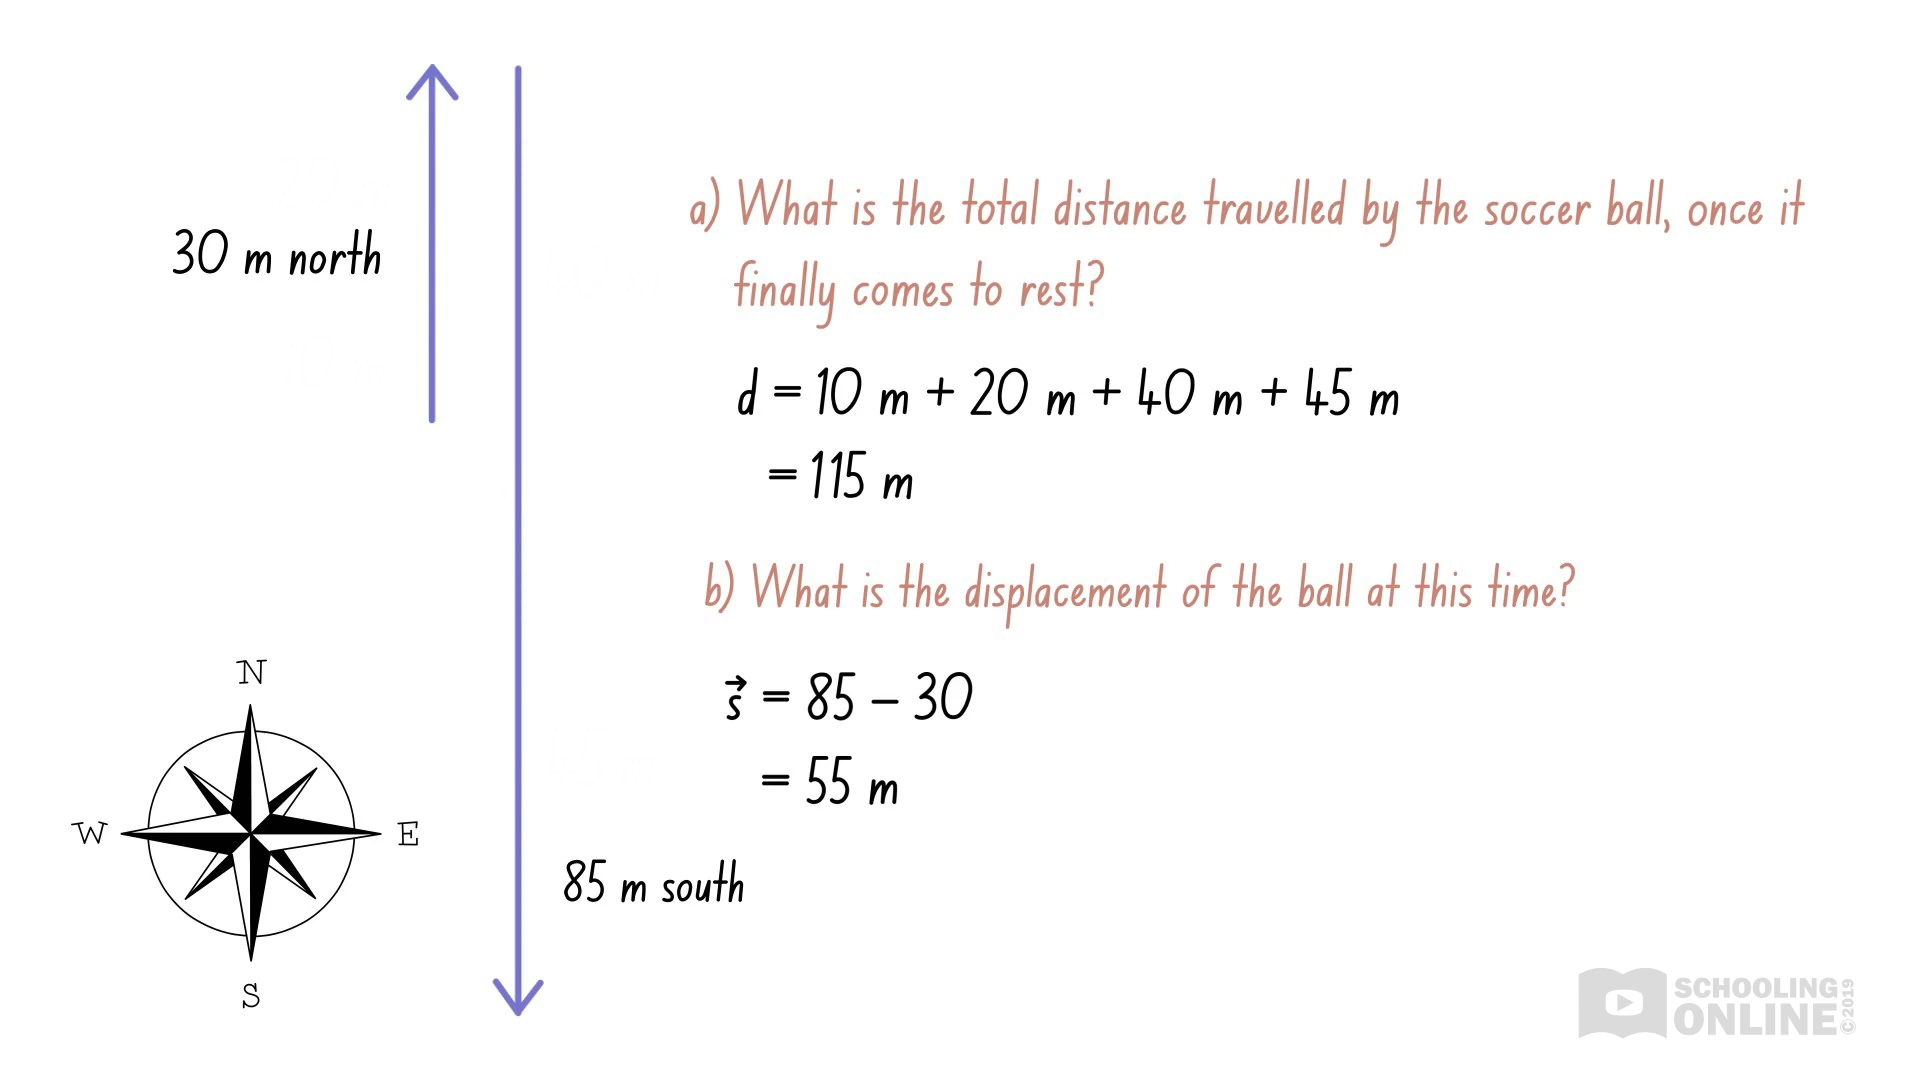 30 m north
a) What is the total distance travelled by the soccer ball, once it
finally comes to rest?
d = 10 m + 20 m + 40 m + 45 m
= 115 m
b) What is the displacement of the ball at this time?
s⃗ = 85 – 30
= 55 m
85 m south
N
W
E
S
SCHOOLING
ONLINE
©2019